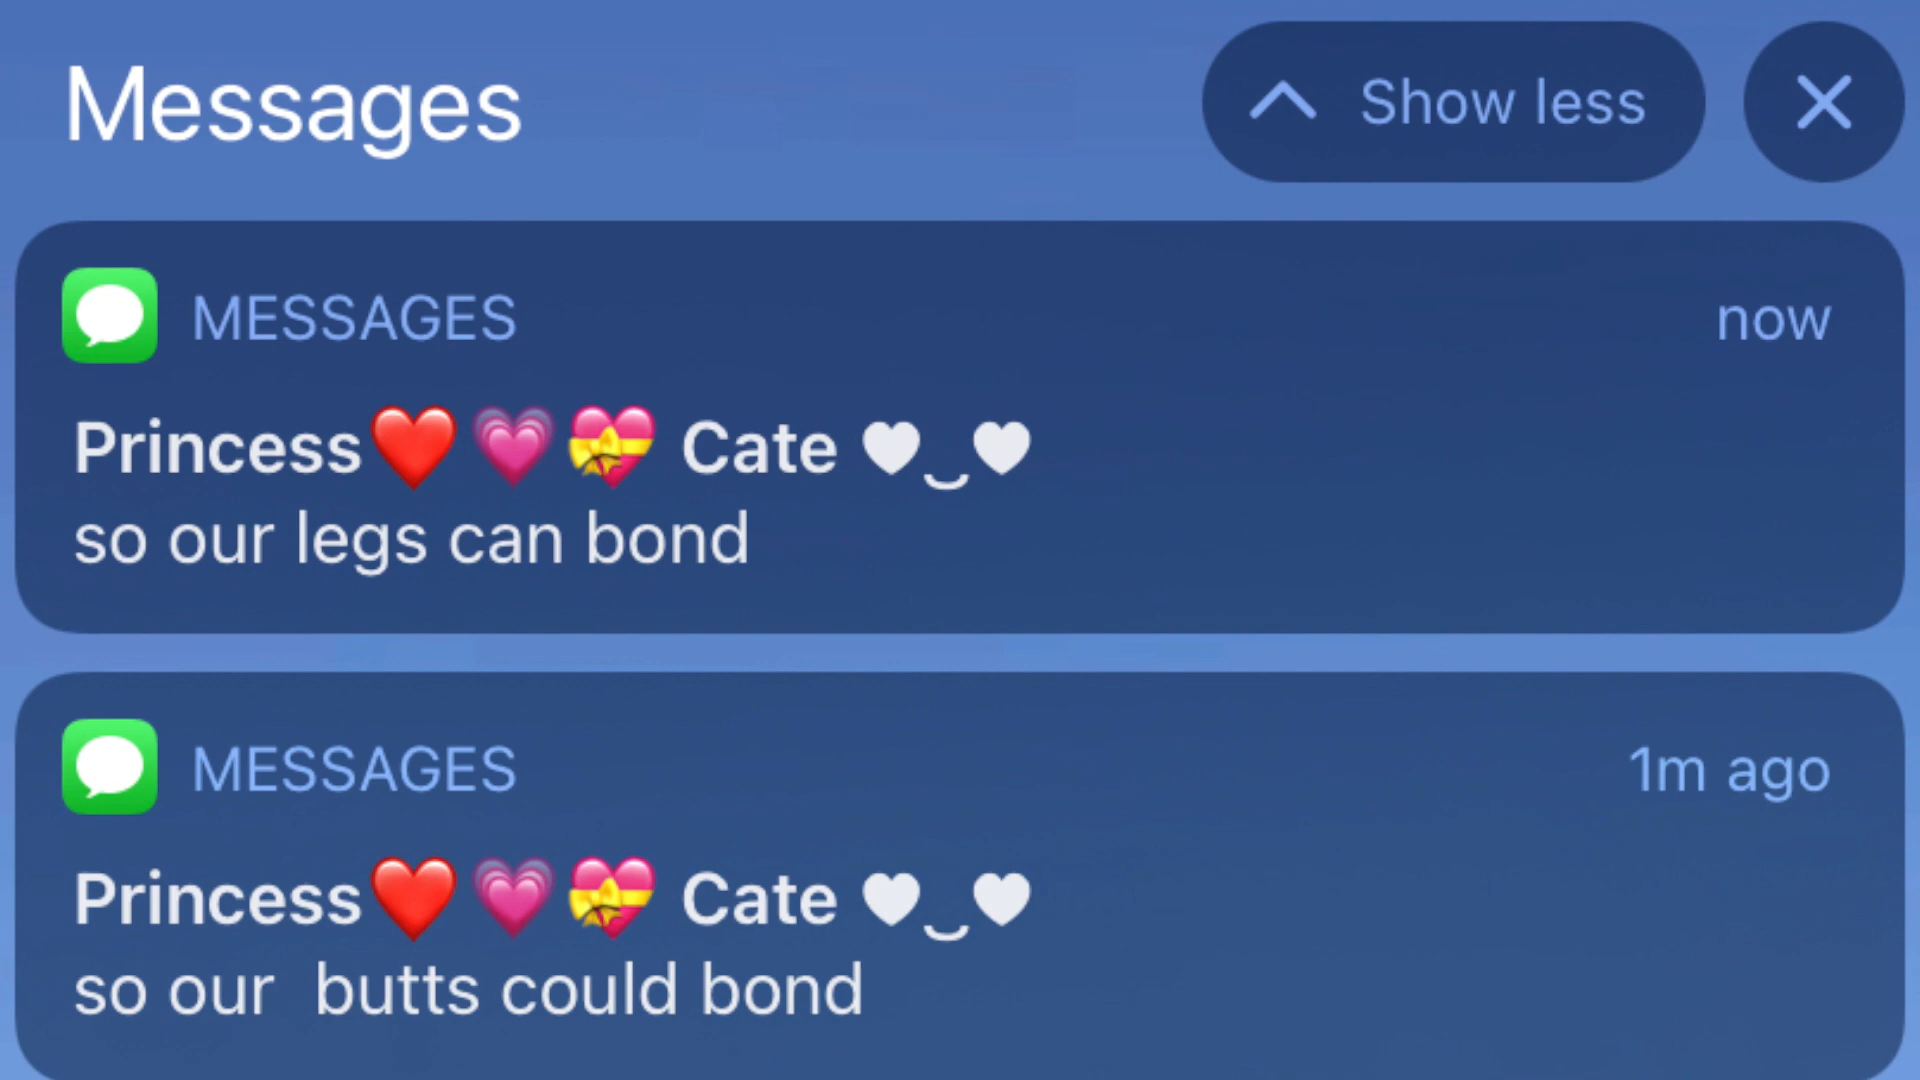 Messages
Show less
MESSAGES
now
Princess❤️💗💝 Cate ♥‿♥
so our legs can bond
MESSAGES
1m ago
Princess❤️💗💝 Cate ♥‿♥
so our  butts could bond